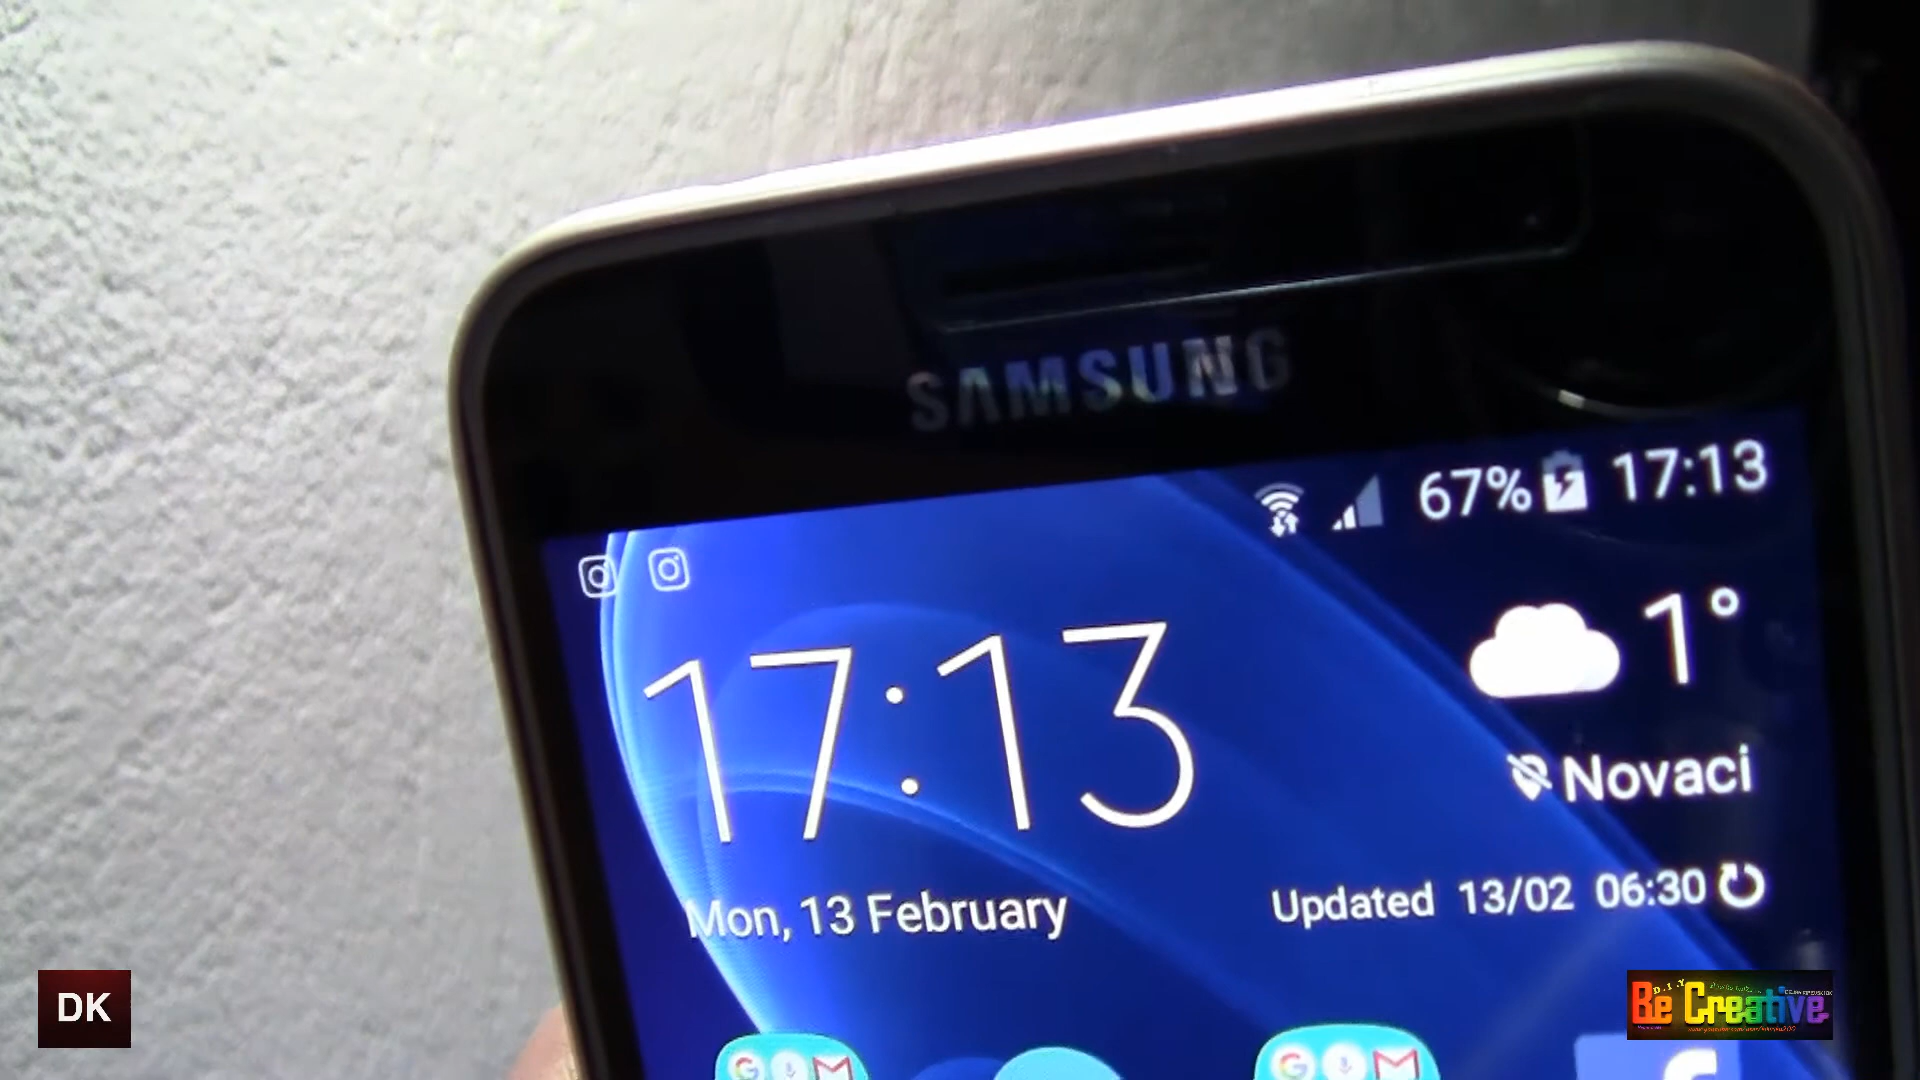 SAMSUNG
67% 17:13
17:13
1°
Novaci
Mon, 13 February
Updated 13/02 06:30
DK
D.I.Y
Be Creative